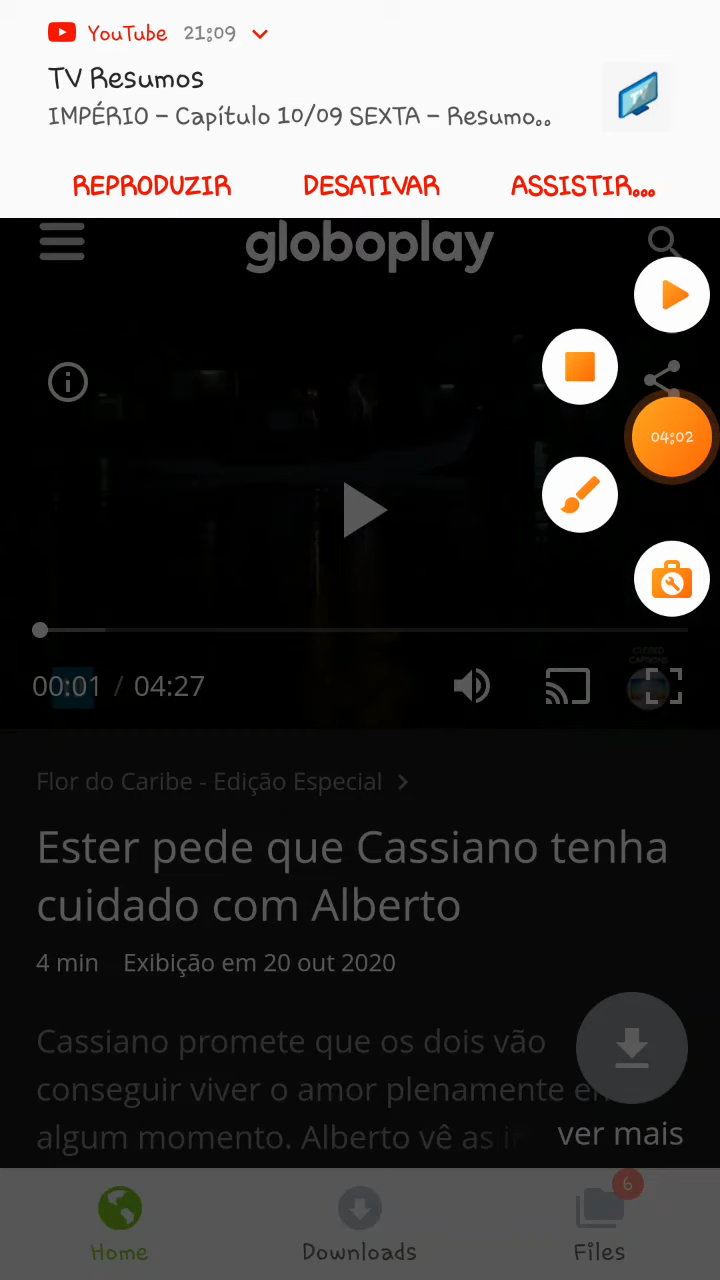 YouTube 21:09
TV Resumos
IMPÉRIO – Capítulo 10/09 SEXTA – Resumo..
REPRODUZIR DESATIVAR ASSISTIR...
globoplay
04:02
CLOSED CAPTIONS
00:01 / 04:27
Flor do Caribe - Edição Especial
Ester pede que Cassiano tenha
cuidado com Alberto
4 min Exibição em 20 out 2020
Cassiano promete que os dois vão
conseguir viver o amor plenamente em
algum momento. Alberto vê as
ver mais
6
Home Downloads Files